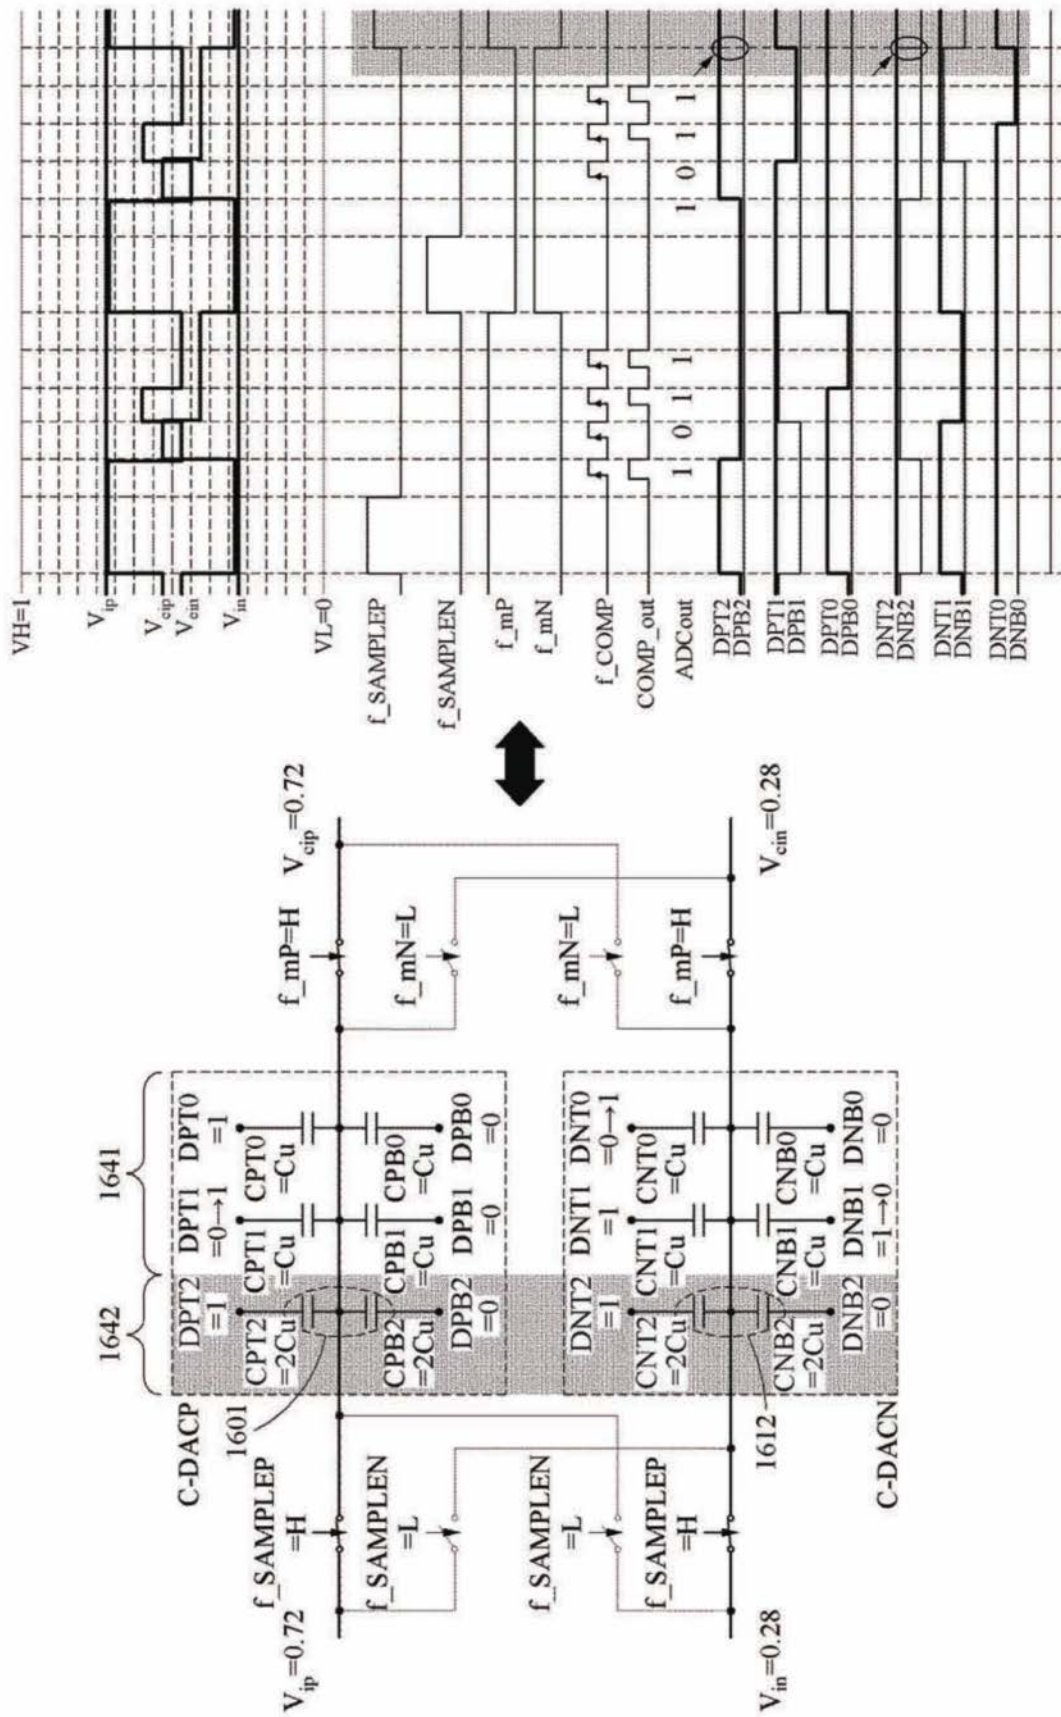 1642
1641
C-DACP
DPT2
=1
DPT1
=0→1
DPT0
=1
CPT2
=2Cu
CPT1
=Cu
CPT0
=Cu
1601
CPB2
=2Cu
CPB1
=Cu
CPB0
=Cu
DPB2
=0
DPB1
=0
DPB0
=0
V_ip=0.72
f_SAMPLEP
=H
f_SAMPLEN
=L
f_mP=H
f_mN=L
V_cip=0.72
f_SAMPLEN
=L
f_SAMPLEP
=H
f_mN=L
f_mP=H
V_in=0.28
V_cin=0.28
DNT2
=1
DNT1
=1
DNT0
=0→1
CNT2
=2Cu
CNT1
=Cu
CNT0
=Cu
CNB2
=2Cu
CNB1
=Cu
CNB0
=Cu
1612
DNB2
=0
DNB1
=1→0
DNB0
=0
C-DACN
VH=1
V_ip
V_cip
V_cin
V_in
VL=0
f_SAMPLEP
f_SAMPLEN
f_mP
f_mN
f_COMP
COMP_out
ADCout 1 0 1 1 1 0 1 1
DPT2
DPB2
DPT1
DPB1
DPT0
DPB0
DNT2
DNB2
DNT1
DNB1
DNT0
DNB0